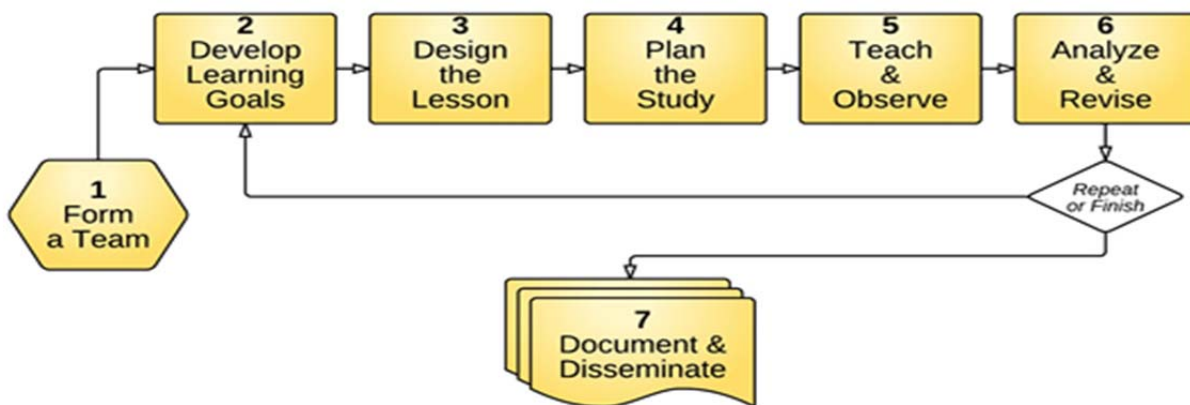 1
Form
a Team
2
Develop
Learning
Goals
3
Design
the
Lesson
4
Plan
the
Study
5
Teach
&
Observe
6
Analyze
&
Revise
Repeat
or Finish
7
Document &
Disseminate